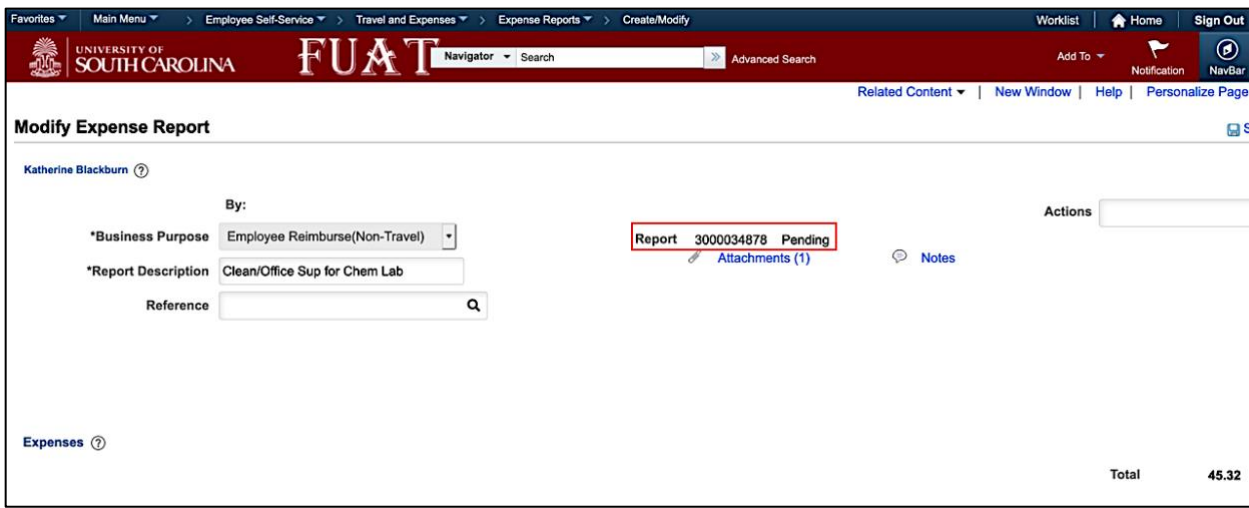 Favorites Main Menu > Employee Self-Service > Travel and Expenses > Expense Reports > Create/Modify Worklist Home Sign Out
UNIVERSITY OF
SOUTH CAROLINA
FUAT
Navigator Search » Advanced Search
Add To
Notification
NavBar
Related Content | New Window | Help | Personalize Page
Modify Expense Report
S
Katherine Blackburn ?
By:
Actions
*Business Purpose Employee Reimburse(Non-Travel)
Report 3000034878 Pending
*Report Description Clean/Office Sup for Chem Lab
Attachments (1) Notes
Reference
Expenses ?
Total 45.32